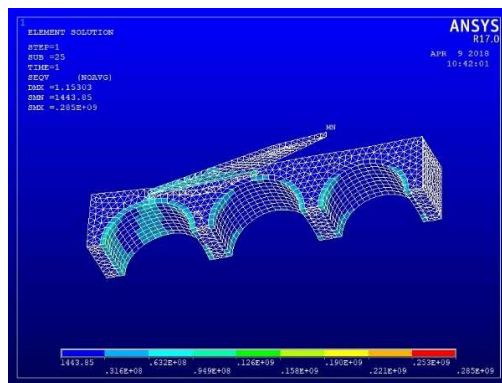 1
ELEMENT SOLUTION
STEP=1
SUB =25
TIME=1
SEQV (NOAVG)
DMX =1.15303
SMN =1443.85
SMX =.285E+09
ANSYS
R17.0
APR 9 2018
10:42:01
MN
1443.85 .632E+08 .126E+09 .190E+09 .253E+09
.316E+08 .949E+08 .158E+09 .221E+09 .285E+09